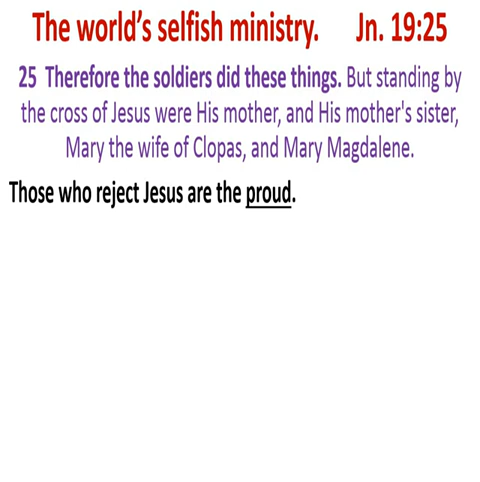 The world’s selfish ministry. Jn. 19:25
25 Therefore the soldiers did these things. But standing by
the cross of Jesus were His mother, and His mother's sister,
Mary the wife of Clopas, and Mary Magdalene.
Those who reject Jesus are the proud.